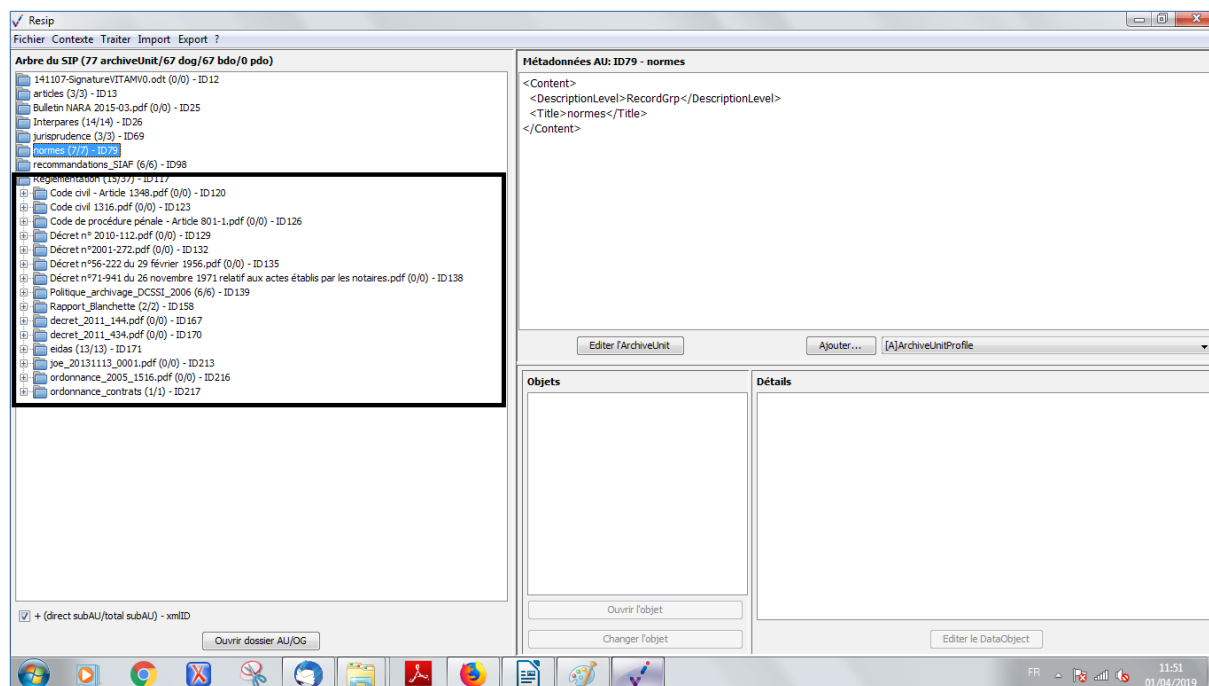 Resip
Fichier Contexte Traiter Import Export ?
Arbre du SIP (77 archiveUnit/67 dog/67 bdo/0 pdo)
141107-SignatureVITAMV0.odt (0/0) - ID12
articles (3/3) - ID13
Bulletin NARA 2015-03.pdf (0/0) - ID25
Interpares (14/14) - ID26
jurisprudence (3/3) - ID69
normes (7/7) - ID79
recommandations_SIAF (6/6) - ID98
Réglementation (15/37) - ID117
Code civil - Article 1348.pdf (0/0) - ID120
Code civil 1316.pdf (0/0) - ID123
Code de procédure pénale - Article 801-1.pdf (0/0) - ID126
Décret n° 2010-112.pdf (0/0) - ID129
Décret n°2001-272.pdf (0/0) - ID132
Décret n°56-222 du 29 février 1956.pdf (0/0) - ID135
Décret n°71-941 du 26 novembre 1971 relatif aux actes établis par les notaires.pdf (0/0) - ID138
Politique_archivage_DCSSI_2006 (6/6) - ID139
Rapport_Blanchette (2/2) - ID158
decret_2011_144.pdf (0/0) - ID167
decret_2011_434.pdf (0/0) - ID170
eidas (13/13) - ID171
joe_20131113_0001.pdf (0/0) - ID213
ordonnance_2005_1516.pdf (0/0) - ID216
ordonnance_contrats (1/1) - ID217
+ (direct subAU/total subAU) - xmlID
Ouvrir dossier AU/OG
Métadonnées AU: ID79 - normes
<Content>
<DescriptionLevel>RecordGrp</DescriptionLevel>
<Title>normes</Title>
</Content>
Editer l'ArchiveUnit
Ajouter...
[A]ArchiveUnitProfile
Objets
Détails
Ouvrir l'objet
Changer l'objet
Editer le DataObject
FR
11:51
01/04/2019